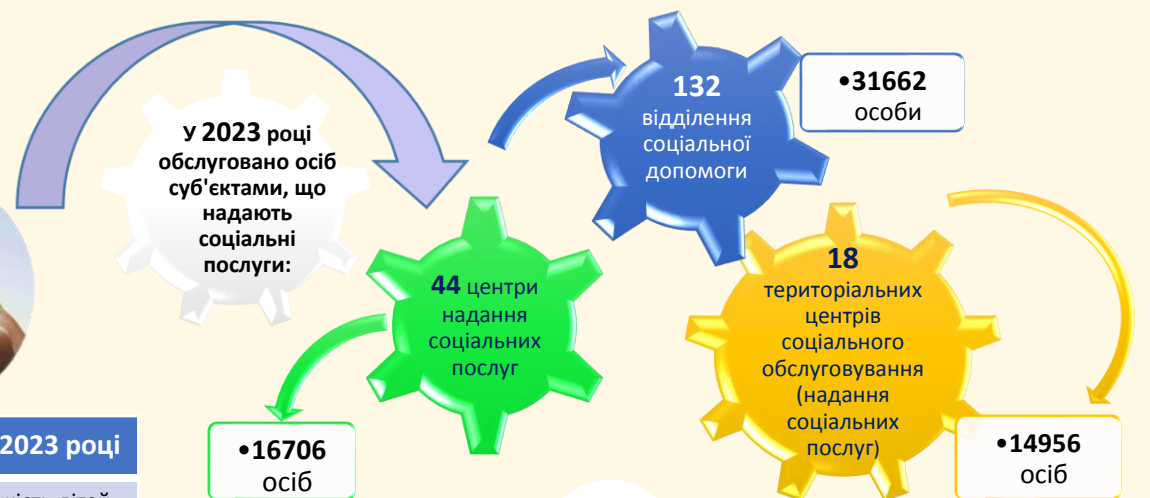 У 2023 році
обслуговано осіб
суб'єктами, що
надають
соціальні
послуги:
132
відділення
соціальної
допомоги
•31662
особи
44 центри
надання
соціальних
послуг
•16706
осіб
18
територіальних
центрів
соціального
обслуговування
(надання
соціальних
послуг)
•14956
осіб
2023 році